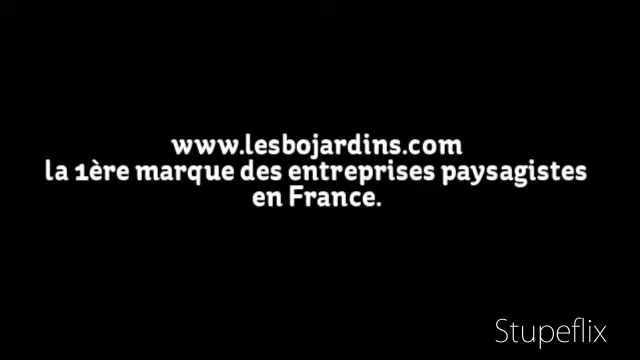 www.lesbojardins.com
la 1ère marque des entreprises paysagistes
en France.
Stupeflix